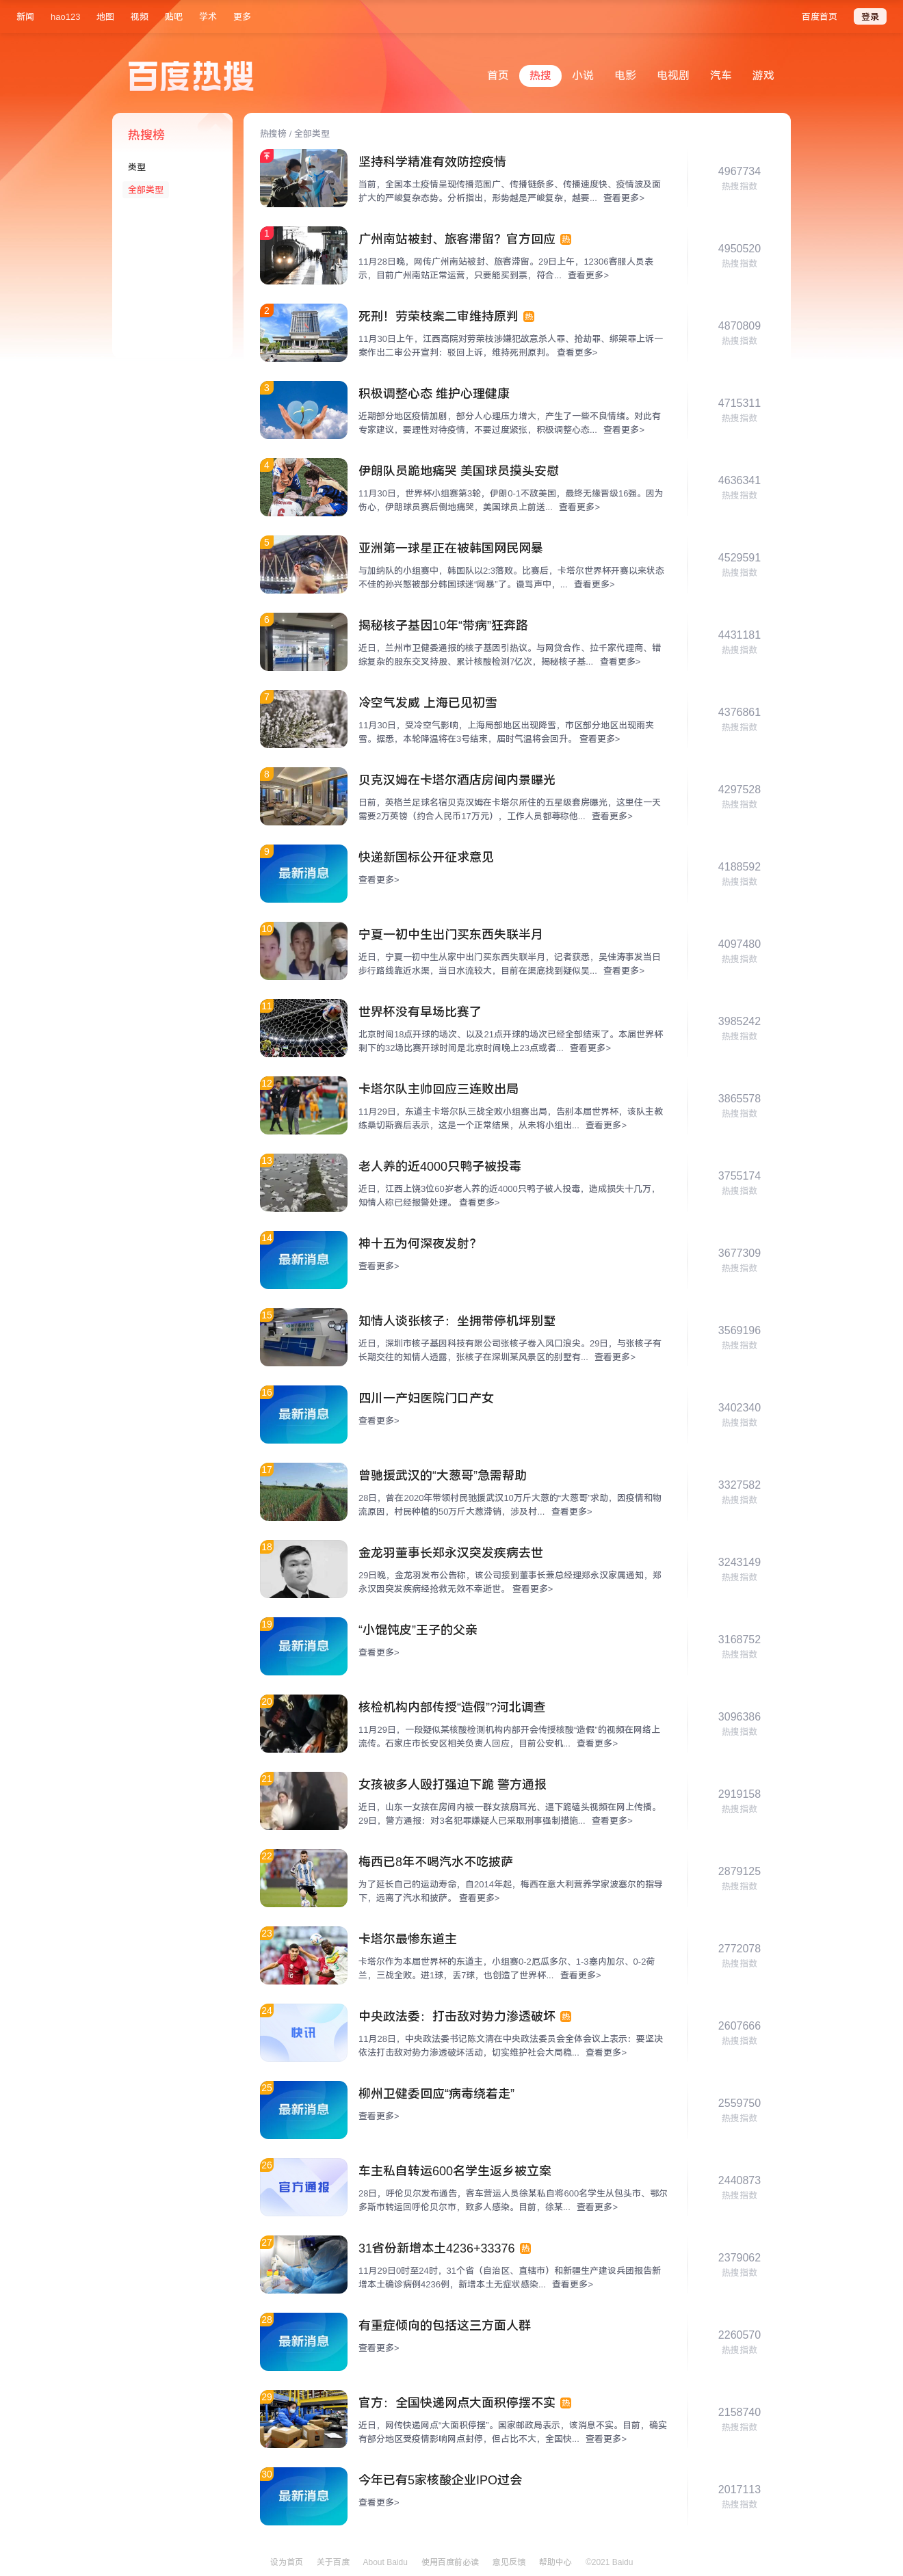 新闻 hao123 地图 视频 贴吧 学术 更多 百度首页 登录
百度热搜
首页 热搜 小说 电影 电视剧 汽车 游戏
热搜榜
类型
全部类型
热搜榜 / 全部类型
坚持科学精准有效防控疫情
当前，全国本土疫情呈现传播范围广、传播链条多、传播速度快、疫情波及面
扩大的严峻复杂态势。分析指出，形势越是严峻复杂，越要... 查看更多>
4967734
热搜指数
1
广州南站被封、旅客滞留？官方回应 热
11月28日晚，网传广州南站被封、旅客滞留。29日上午，12306客服人员表
示，目前广州南站正常运营，只要能买到票，符合... 查看更多>
4950520
热搜指数
2
死刑！劳荣枝案二审维持原判 热
11月30日上午，江西高院对劳荣枝涉嫌犯故意杀人罪、抢劫罪、绑架罪上诉一
案作出二审公开宣判：驳回上诉，维持死刑原判。 查看更多>
4870809
热搜指数
3
积极调整心态 维护心理健康
近期部分地区疫情加剧，部分人心理压力增大，产生了一些不良情绪。对此有
专家建议，要理性对待疫情，不要过度紧张，积极调整心态... 查看更多>
4715311
热搜指数
4
伊朗队员跪地痛哭 美国球员摸头安慰
11月30日，世界杯小组赛第3轮，伊朗0-1不敌美国，最终无缘晋级16强。因为
伤心，伊朗球员赛后倒地痛哭，美国球员上前送... 查看更多>
4636341
热搜指数
5
亚洲第一球星正在被韩国网民网暴
与加纳队的小组赛中，韩国队以2:3落败。比赛后，卡塔尔世界杯开赛以来状态
不佳的孙兴慜被部分韩国球迷“网暴”了。谩骂声中，... 查看更多>
4529591
热搜指数
6
揭秘核子基因10年“带病”狂奔路
近日，兰州市卫健委通报的核子基因引热议。与网贷合作、拉千家代理商、错
综复杂的股东交叉持股、累计核酸检测7亿次，揭秘核子基... 查看更多>
4431181
热搜指数
7
冷空气发威 上海已见初雪
11月30日，受冷空气影响，上海局部地区出现降雪，市区部分地区出现雨夹
雪。据悉，本轮降温将在3号结束，届时气温将会回升。 查看更多>
4376861
热搜指数
8
贝克汉姆在卡塔尔酒店房间内景曝光
日前，英格兰足球名宿贝克汉姆在卡塔尔所住的五星级套房曝光，这里住一天
需要2万英镑（约合人民币17万元），工作人员都尊称他... 查看更多>
4297528
热搜指数
9
最新消息
快递新国标公开征求意见
查看更多>
4188592
热搜指数
10
宁夏一初中生出门买东西失联半月
近日，宁夏一初中生从家中出门买东西失联半月，记者获悉，吴佳涛事发当日
步行路线靠近水渠，当日水流较大，目前在渠底找到疑似吴... 查看更多>
4097480
热搜指数
11
世界杯没有早场比赛了
北京时间18点开球的场次、以及21点开球的场次已经全部结束了。本届世界杯
剩下的32场比赛开球时间是北京时间晚上23点或者... 查看更多>
3985242
热搜指数
12
卡塔尔队主帅回应三连败出局
11月29日，东道主卡塔尔队三战全败小组赛出局，告别本届世界杯，该队主教
练桑切斯赛后表示，这是一个正常结果，从未将小组出... 查看更多>
3865578
热搜指数
13
老人养的近4000只鸭子被投毒
近日，江西上饶3位60岁老人养的近4000只鸭子被人投毒，造成损失十几万，
知情人称已经报警处理。 查看更多>
3755174
热搜指数
14
最新消息
神十五为何深夜发射？
查看更多>
3677309
热搜指数
15
知情人谈张核子：坐拥带停机坪别墅
近日，深圳市核子基因科技有限公司张核子卷入风口浪尖。29日，与张核子有
长期交往的知情人透露，张核子在深圳某风景区的别墅有... 查看更多>
3569196
热搜指数
16
最新消息
四川一产妇医院门口产女
查看更多>
3402340
热搜指数
17
曾驰援武汉的“大葱哥”急需帮助
28日，曾在2020年带领村民驰援武汉10万斤大葱的“大葱哥”求助，因疫情和物
流原因，村民种植的50万斤大葱滞销，涉及村... 查看更多>
3327582
热搜指数
18
金龙羽董事长郑永汉突发疾病去世
29日晚，金龙羽发布公告称，该公司接到董事长兼总经理郑永汉家属通知，郑
永汉因突发疾病经抢救无效不幸逝世。 查看更多>
3243149
热搜指数
19
最新消息
“小馄饨皮”王子的父亲
查看更多>
3168752
热搜指数
20
核检机构内部传授“造假”?河北调查
11月29日，一段疑似某核酸检测机构内部开会传授核酸“造假”的视频在网络上
流传。石家庄市长安区相关负责人回应，目前公安机... 查看更多>
3096386
热搜指数
21
女孩被多人殴打强迫下跪 警方通报
近日，山东一女孩在房间内被一群女孩扇耳光、逼下跪磕头视频在网上传播。
29日，警方通报：对3名犯罪嫌疑人已采取刑事强制措施... 查看更多>
2919158
热搜指数
22
梅西已8年不喝汽水不吃披萨
为了延长自己的运动寿命，自2014年起，梅西在意大利营养学家波塞尔的指导
下，远离了汽水和披萨。 查看更多>
2879125
热搜指数
23
卡塔尔最惨东道主
卡塔尔作为本届世界杯的东道主，小组赛0-2厄瓜多尔、1-3塞内加尔、0-2荷
兰，三战全败。进1球，丢7球，也创造了世界杯... 查看更多>
2772078
热搜指数
24
快讯
中央政法委：打击敌对势力渗透破坏 热
11月28日，中央政法委书记陈文清在中央政法委员会全体会议上表示：要坚决
依法打击敌对势力渗透破坏活动，切实维护社会大局稳... 查看更多>
2607666
热搜指数
25
最新消息
柳州卫健委回应“病毒绕着走”
查看更多>
2559750
热搜指数
26
官方通报
车主私自转运600名学生返乡被立案
28日，呼伦贝尔发布通告，客车营运人员徐某私自将600名学生从包头市、鄂尔
多斯市转运回呼伦贝尔市，致多人感染。目前，徐某... 查看更多>
2440873
热搜指数
27
31省份新增本土4236+33376 热
11月29日0时至24时，31个省（自治区、直辖市）和新疆生产建设兵团报告新
增本土确诊病例4236例，新增本土无症状感染... 查看更多>
2379062
热搜指数
28
最新消息
有重症倾向的包括这三方面人群
查看更多>
2260570
热搜指数
29
官方：全国快递网点大面积停摆不实 热
近日，网传快递网点“大面积停摆”。国家邮政局表示，该消息不实。目前，确实
有部分地区受疫情影响网点封停，但占比不大，全国快... 查看更多>
2158740
热搜指数
30
最新消息
今年已有5家核酸企业IPO过会
查看更多>
2017113
热搜指数
设为首页 关于百度 About Baidu 使用百度前必读 意见反馈 帮助中心 ©2021 Baidu